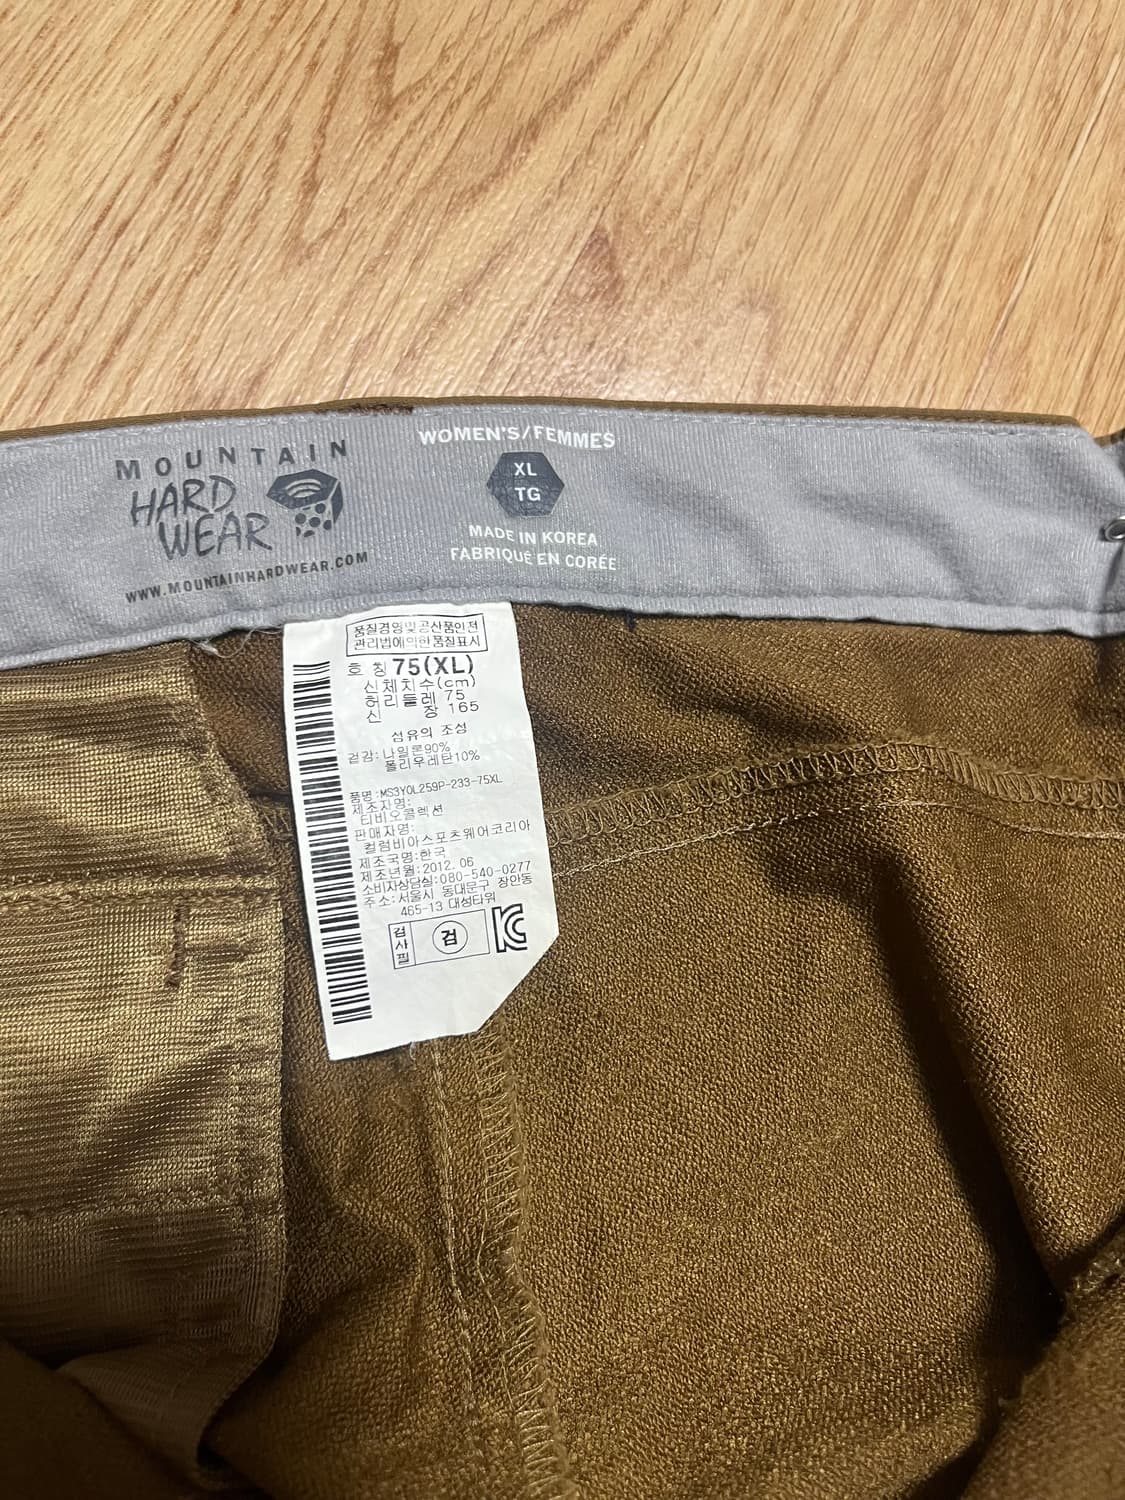 MOUNTAIN
HARD
WEAR
WWW.MOUNTAINHARDWEAR.COM
WOMEN'S/FEMMES
XL
TG
MADE IN KOREA
FABRIQUÉ EN CORÉE
품질경영및공산품안전
관리법에의한품질표시
호 칭 75(XL)
신체치수(cm)
허리둘레 75
신 장 165
섬유의 조성
겉감: 나일론90%
폴리우레탄10%
품명:MS3Y0L259P-233-75XL
제조자명:
티비오콜렉션
판매자명:
컬럼비아스포츠웨어코리아
제조국명:한국
제조년월:2012.06
소비자상담실:080-540-0277
주소:서울시 동대문구 장안동
465-13 대성타워
검사필
검
KC